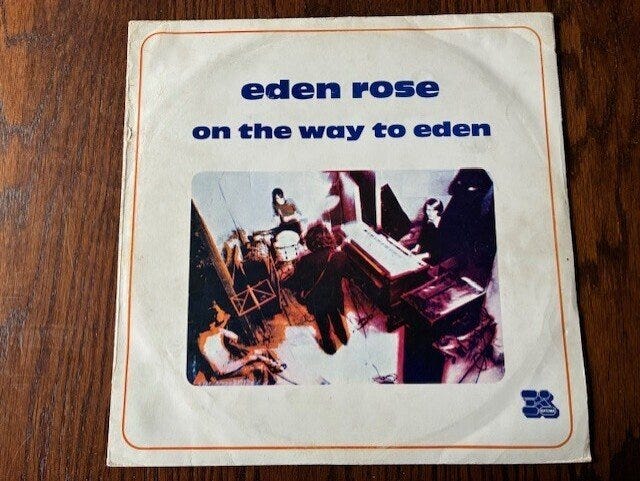 eden rose
on the way to eden